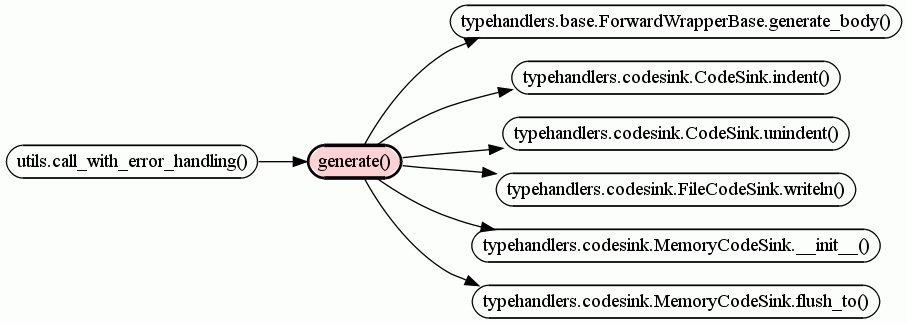 typehandlers.base.ForwardWrapperBase.generate_body()
typehandlers.codesink.CodeSink.indent()
typehandlers.codesink.CodeSink.unindent()
utils.call_with_error_handling()
generate()
typehandlers.codesink.FileCodeSink.writeln()
typehandlers.codesink.MemoryCodeSink.__init__()
typehandlers.codesink.MemoryCodeSink.flush_to()